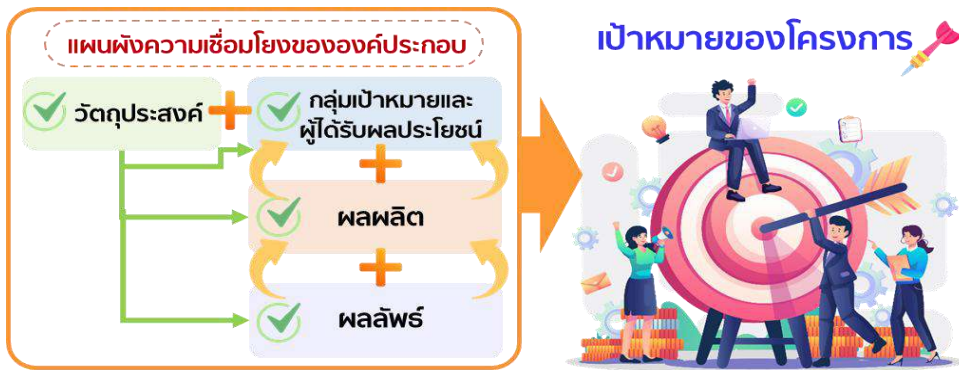 แผนผังความเชื่อมโยงขององค์ประกอบ
เป้าหมายของโครงการ
วัตถุประสงค์
กลุ่มเป้าหมายและ
ผู้ได้รับผลประโยชน์
ผลผลิต
ผลลัพธ์